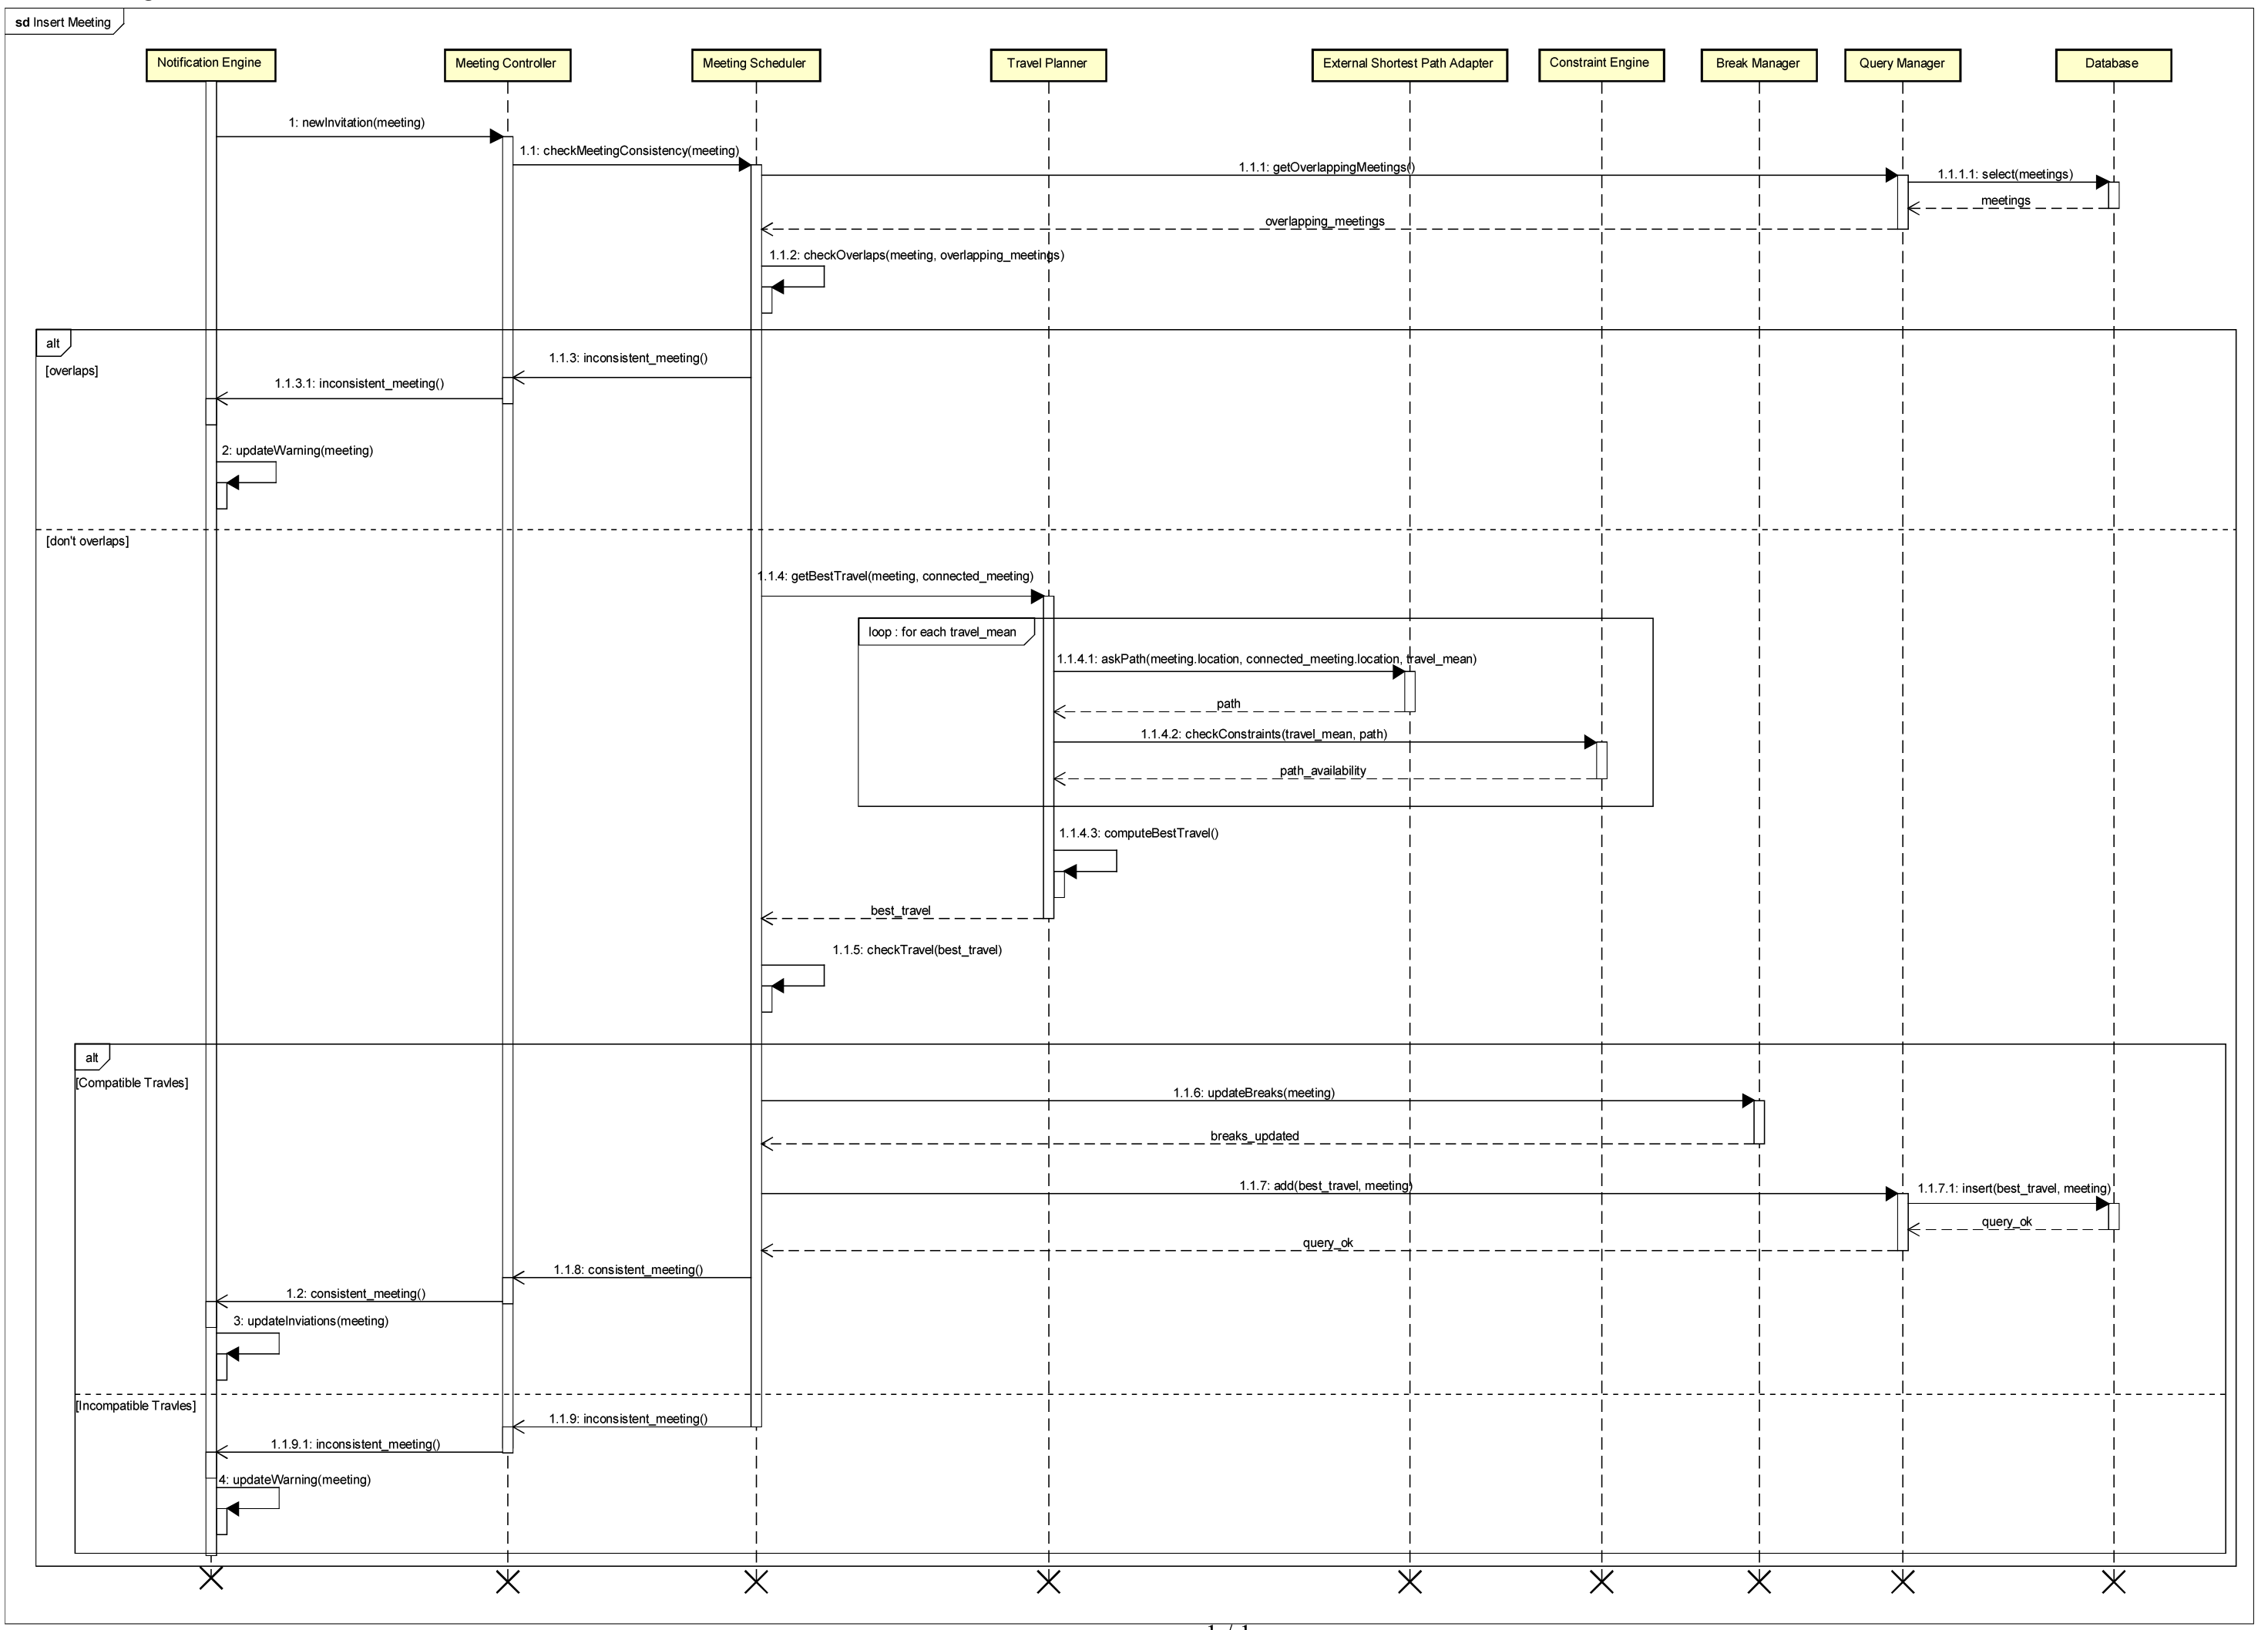 sd Insert Meeting
Notification Engine
Meeting Controller
Meeting Scheduler
Travel Planner
External Shortest Path Adapter
Constraint Engine
Break Manager
Query Manager
Database
1: newInvitation(meeting)
1.1: checkMeetingConsistency(meeting)
1.1.1: getOverlappingMeetings()
1.1.1.1: select(meetings)
meetings
overlapping_meetings
1.1.2: checkOverlaps(meeting, overlapping_meetings)
alt
[overlaps]
1.1.3: inconsistent_meeting()
1.1.3.1: inconsistent_meeting()
2: updateWarning(meeting)
[don't overlaps]
1.1.4: getBestTravel(meeting, connected_meeting)
loop : for each travel_mean
1.1.4.1: askPath(meeting.location, connected_meeting.location, travel_mean)
path
1.1.4.2: checkConstraints(travel_mean, path)
path_availability
1.1.4.3: computeBestTravel()
best_travel
1.1.5: checkTravel(best_travel)
alt
[Compatible Travles]
1.1.6: updateBreaks(meeting)
breaks_updated
1.1.7: add(best_travel, meeting)
1.1.7.1: insert(best_travel, meeting)
query_ok
query_ok
1.1.8: consistent_meeting()
1.2: consistent_meeting()
3: updateInviations(meeting)
[Incompatible Travles]
1.1.9: inconsistent_meeting()
1.1.9.1: inconsistent_meeting()
4: updateWarning(meeting)